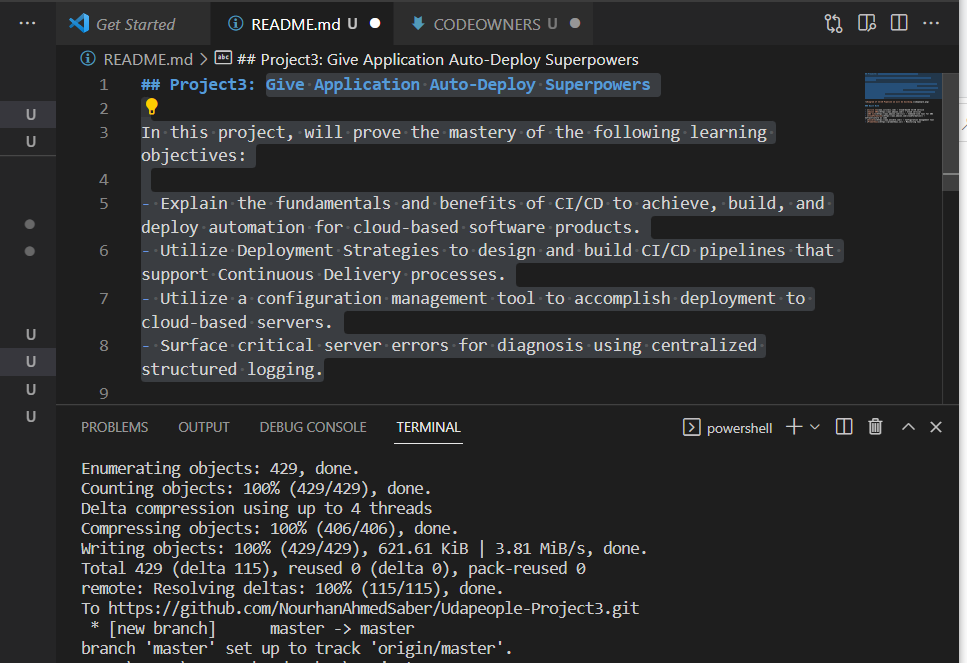 Get Started
README.md U
CODEOWNERS U
README.md > ## Project3: Give Application Auto-Deploy Superpowers
1 ## Project3: Give Application Auto-Deploy Superpowers
2
U
3 In this project, will prove the mastery of the following learning
U
objectives:
4
5 - Explain the fundamentals and benefits of CI/CD to achieve, build, and
deploy automation for cloud-based software products.
6 - Utilize Deployment Strategies to design and build CI/CD pipelines that
support Continuous Delivery processes.
7 - Utilize a configuration management tool to accomplish deployment to
cloud-based servers.
U
8 - Surface critical server errors for diagnosis using centralized
U
structured logging.
U
9
U
PROBLEMS OUTPUT DEBUG CONSOLE TERMINAL powershell
Enumerating objects: 429, done.
Counting objects: 100% (429/429), done.
Delta compression using up to 4 threads
Compressing objects: 100% (406/406), done.
Writing objects: 100% (429/429), 621.61 KiB | 3.81 MiB/s, done.
Total 429 (delta 115), reused 0 (delta 0), pack-reused 0
remote: Resolving deltas: 100% (115/115), done.
To https://github.com/NourhanAhmedSaber/Udapeople-Project3.git
* [new branch] master -> master
branch 'master' set up to track 'origin/master'.